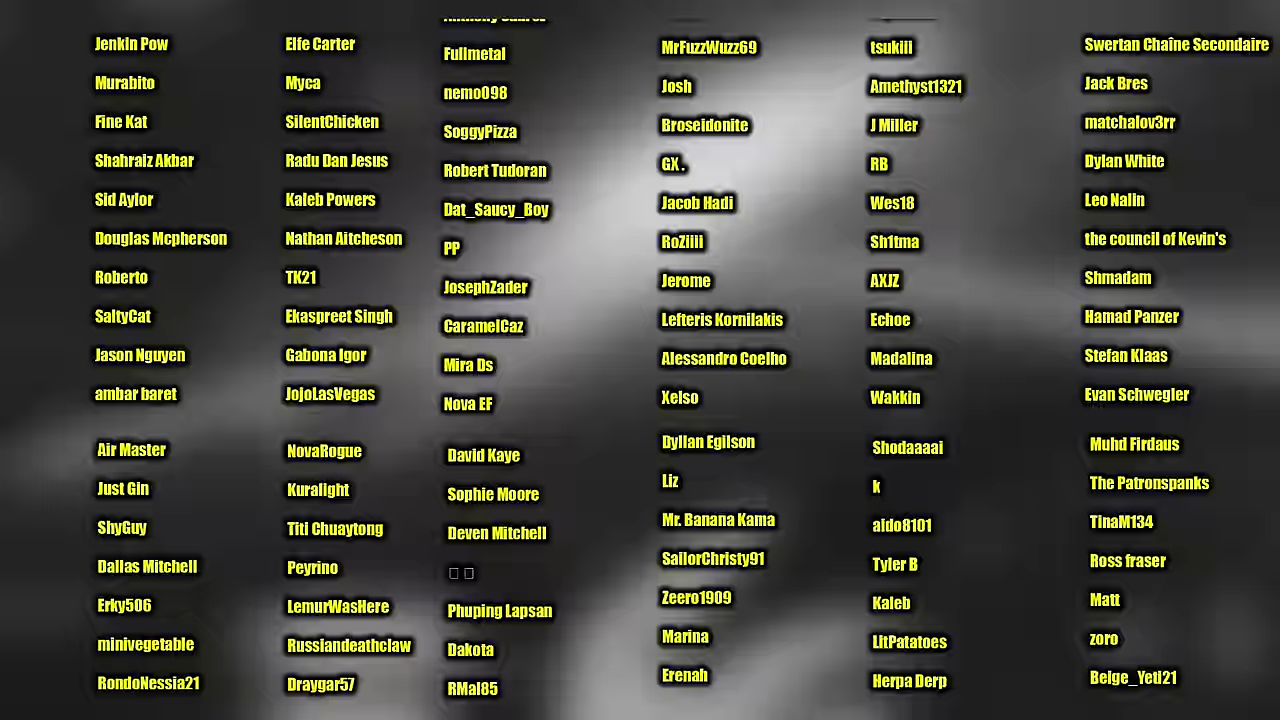 Jenkin Pow
Murabito
Fine Kat
Shahraiz Akbar
Sid Aylor
Douglas Mcpherson
Roberto
SaltyCat
Jason Nguyen
ambar baret
Air Master
Just Gin
ShyGuy
Dallas Mitchell
Erky506
minivegetable
RondoNessia21
Elfe Carter
Myca
SilentChicken
Radu Dan Jesus
Kaleb Powers
Nathan Aitcheson
TK21
Ekaspreet Singh
Gabona Igor
JojoLasVegas
NovaRogue
Kuralight
Titi Chuaytong
Peyrino
LemurWasHere
Russiandeathclaw
Draygar57
Fullmetal
nemo098
SoggyPizza
Robert Tudoran
Dat_Saucy_Boy
PP
JosephZader
CaramelCaz
Mira Ds
Nova EF
David Kaye
Sophie Moore
Deven Mitchell
Phuping Lapsan
Dakota
RMal85
MrFuzzWuzz69
Josh
Broseidonite
GX .
Jacob Hadi
RoZilli
Jerome
Lefteris Kornilakis
Alessandro Coelho
Xelso
Dyllan Egilson
Liz
Mr. Banana Kama
SailorChristy91
Zeero1909
Marina
Erenah
tsukiii
Amethyst1321
J Miller
RB
Wes18
Sh1tma
AXJZ
Echoe
Madalina
Wakkin
Shodaaaai
k
aldo8101
Tyler B
Kaleb
LitPatatoes
Herpa Derp
Swertan Chaîne Secondaire
Jack Bres
matchalov3rr
Dylan White
Leo Nalin
the council of Kevin's
Shmadam
Hamad Panzer
Stefan Klaas
Evan Schwegler
Muhd Firdaus
The Patronspanks
TinaM134
Ross fraser
Matt
zoro
Beige_Yeti21